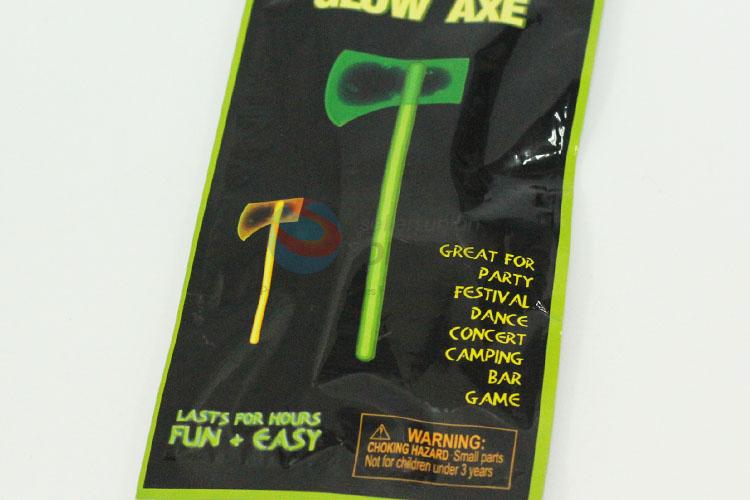 GLOW AXE
GREAT FOR
PARTY
FESTIVAL
DANCE
CONCERT
CAMPING
BAR
GAME
LASTS FOR HOURS
FUN + EASY
WARNING:
CHOKING HAZARD-Small parts
Not for children under 3 years